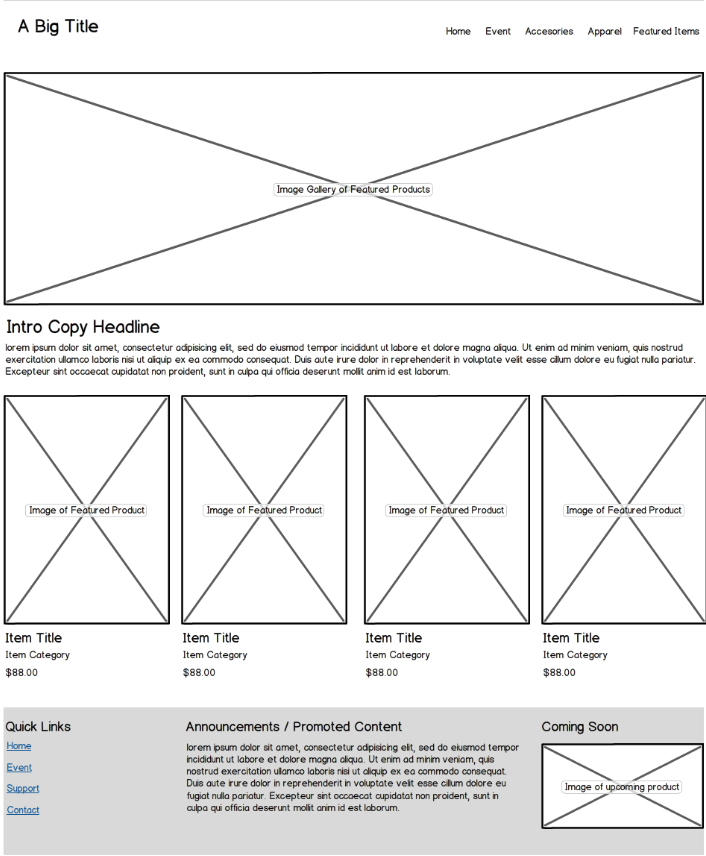 A Big Title
Home Event Accesories Apparel Featured Items
Image Gallery of Featured Products
Intro Copy Headline
lorem ipsum dolor sit amet, consectetur adipisicing elit, sed do eiusmod tempor incididunt ut labore et dolore magna aliqua. Ut enim ad minim veniam, quis nostrud
exercitation ullamco laboris nisi ut aliquip ex ea commodo consequat. Duis aute irure dolor in reprehenderit in voluptate velit esse cillum dolore eu fugiat nulla pariatur.
Excepteur sint occaecat cupidatat non proident, sunt in culpa qui officia deserunt mollit anim id est laborum.
Image of Featured Product Image of Featured Product Image of Featured Product Image of Featured Product
Item Title Item Title Item Title Item Title
Item Category Item Category Item Category Item Category
$88.00 $88.00 $88.00 $88.00
Quick Links
Home
Event
Support
Contact
Announcements / Promoted Content
lorem ipsum dolor sit amet, consectetur adipisicing elit, sed do eiusmod tempor
incididunt ut labore et dolore magna aliqua. Ut enim ad minim veniam, quis
nostrud exercitation ullamco laboris nisi ut aliquip ex ea commodo consequat.
Duis aute irure dolor in reprehenderit in voluptate velit esse cillum dolore eu
fugiat nulla pariatur. Excepteur sint occaecat cupidatat non proident, sunt in
culpa qui officia deserunt mollit anim id est laborum.
Coming Soon
Image of upcoming product